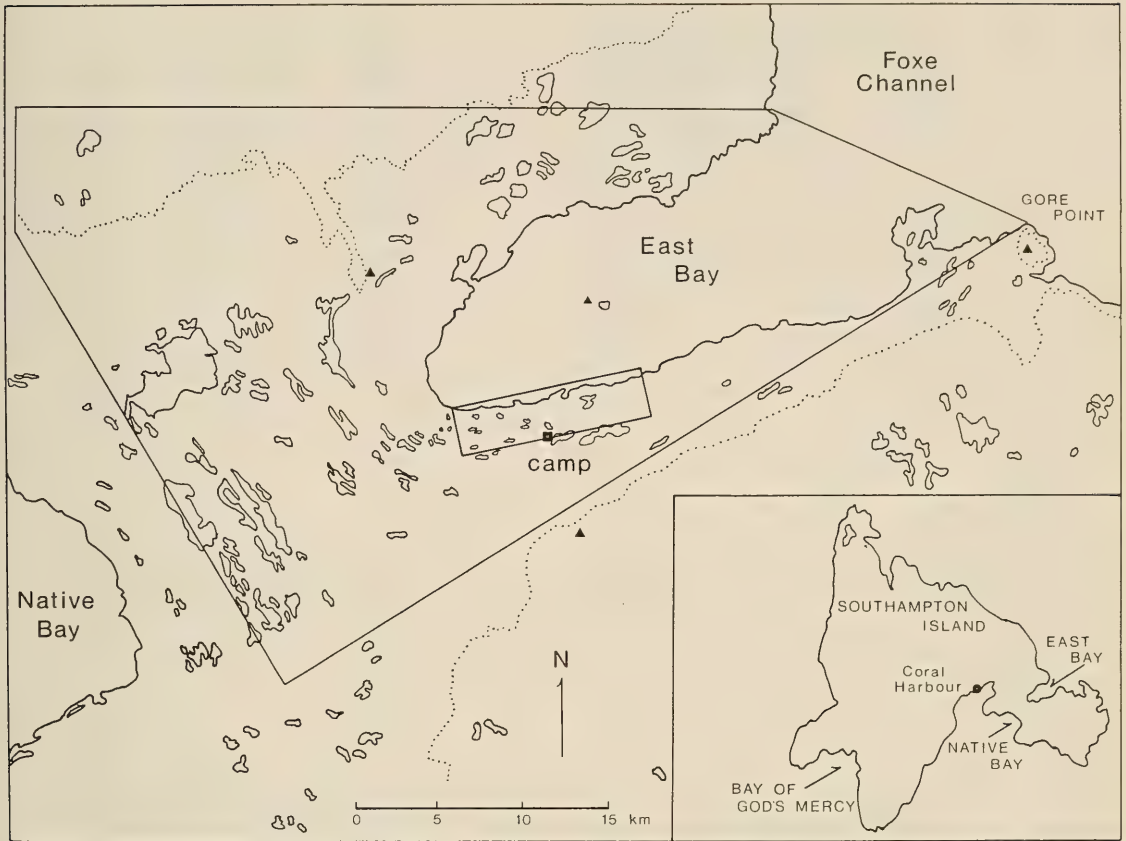 Foxe
Channel
GORE
POINT
East
Bay
camp
Native
Bay
N
0 5 10 15 km
SOUTHAMPTON
ISLAND
EAST
BAY
Coral
Harbour
NATIVE
BAY
BAY OF
GOD'S MERCY